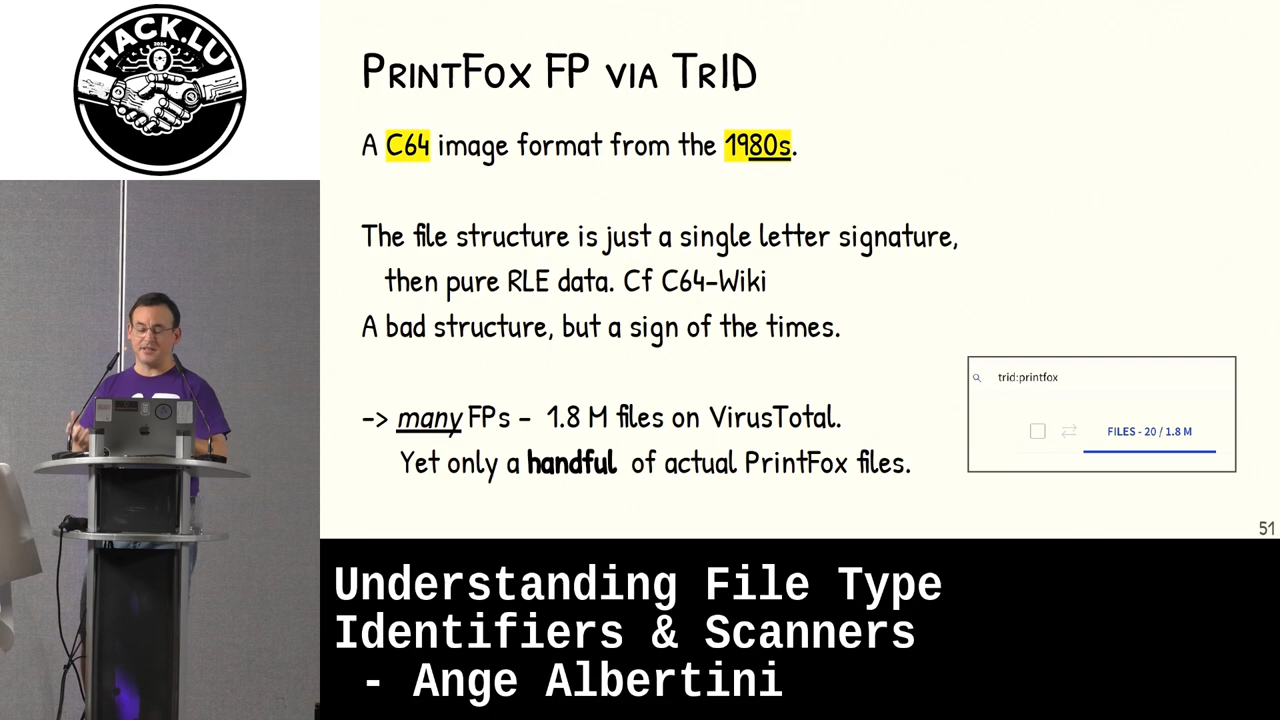 HACK.LU
2024
PrintFox FP via TrID
A C64 image format from the 1980s.
The file structure is just a single letter signature,
then pure RLE data. Cf C64-Wiki
A bad structure, but a sign of the times.
-> many FPs - 1.8 M files on VirusTotal.
Yet only a handful of actual PrintFox files.
trid:printfox
FILES - 20 / 1.8 M
51
Understanding File Type
Identifiers & Scanners
- Ange Albertini